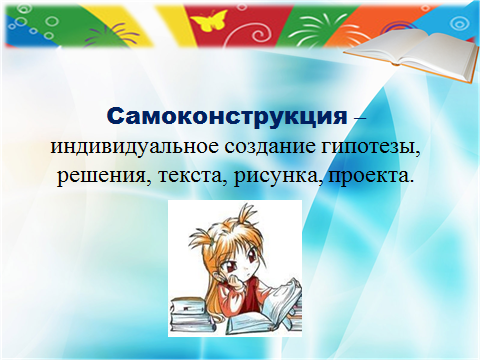 Самоконструкция –
индивидуальное создание гипотезы,
решения, текста, рисунка, проекта.